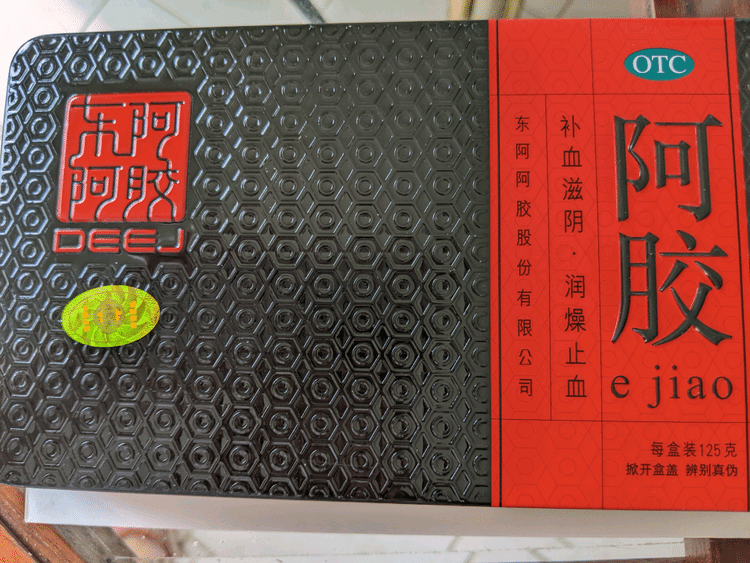 东阿
阿胶
DEEJ
OTC
阿胶
e jiao
补血滋阴·润燥止血
东阿阿胶股份有限公司
每盒装125克
掀开盒盖 辨别真伪